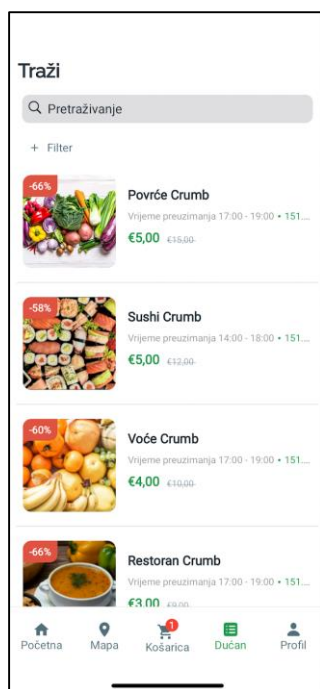 Traži
Pretraživanje
+ Filter
-66%
Povrće Crumb
Vrijeme preuzimanja 17:00 - 19:00 • 151....
€5,00 €15,00
-58%
Sushi Crumb
Vrijeme preuzimanja 14:00 - 18:00 • 151....
€5,00 €12,00
-60%
Voće Crumb
Vrijeme preuzimanja 17:00 - 19:00 • 151....
€4,00 €10,00
-66%
Restoran Crumb
Vrijeme preuzimanja 17:00 - 19:00 • 151....
€3,00 €9,00
1
Početna Mapa Košarica Dućan Profil